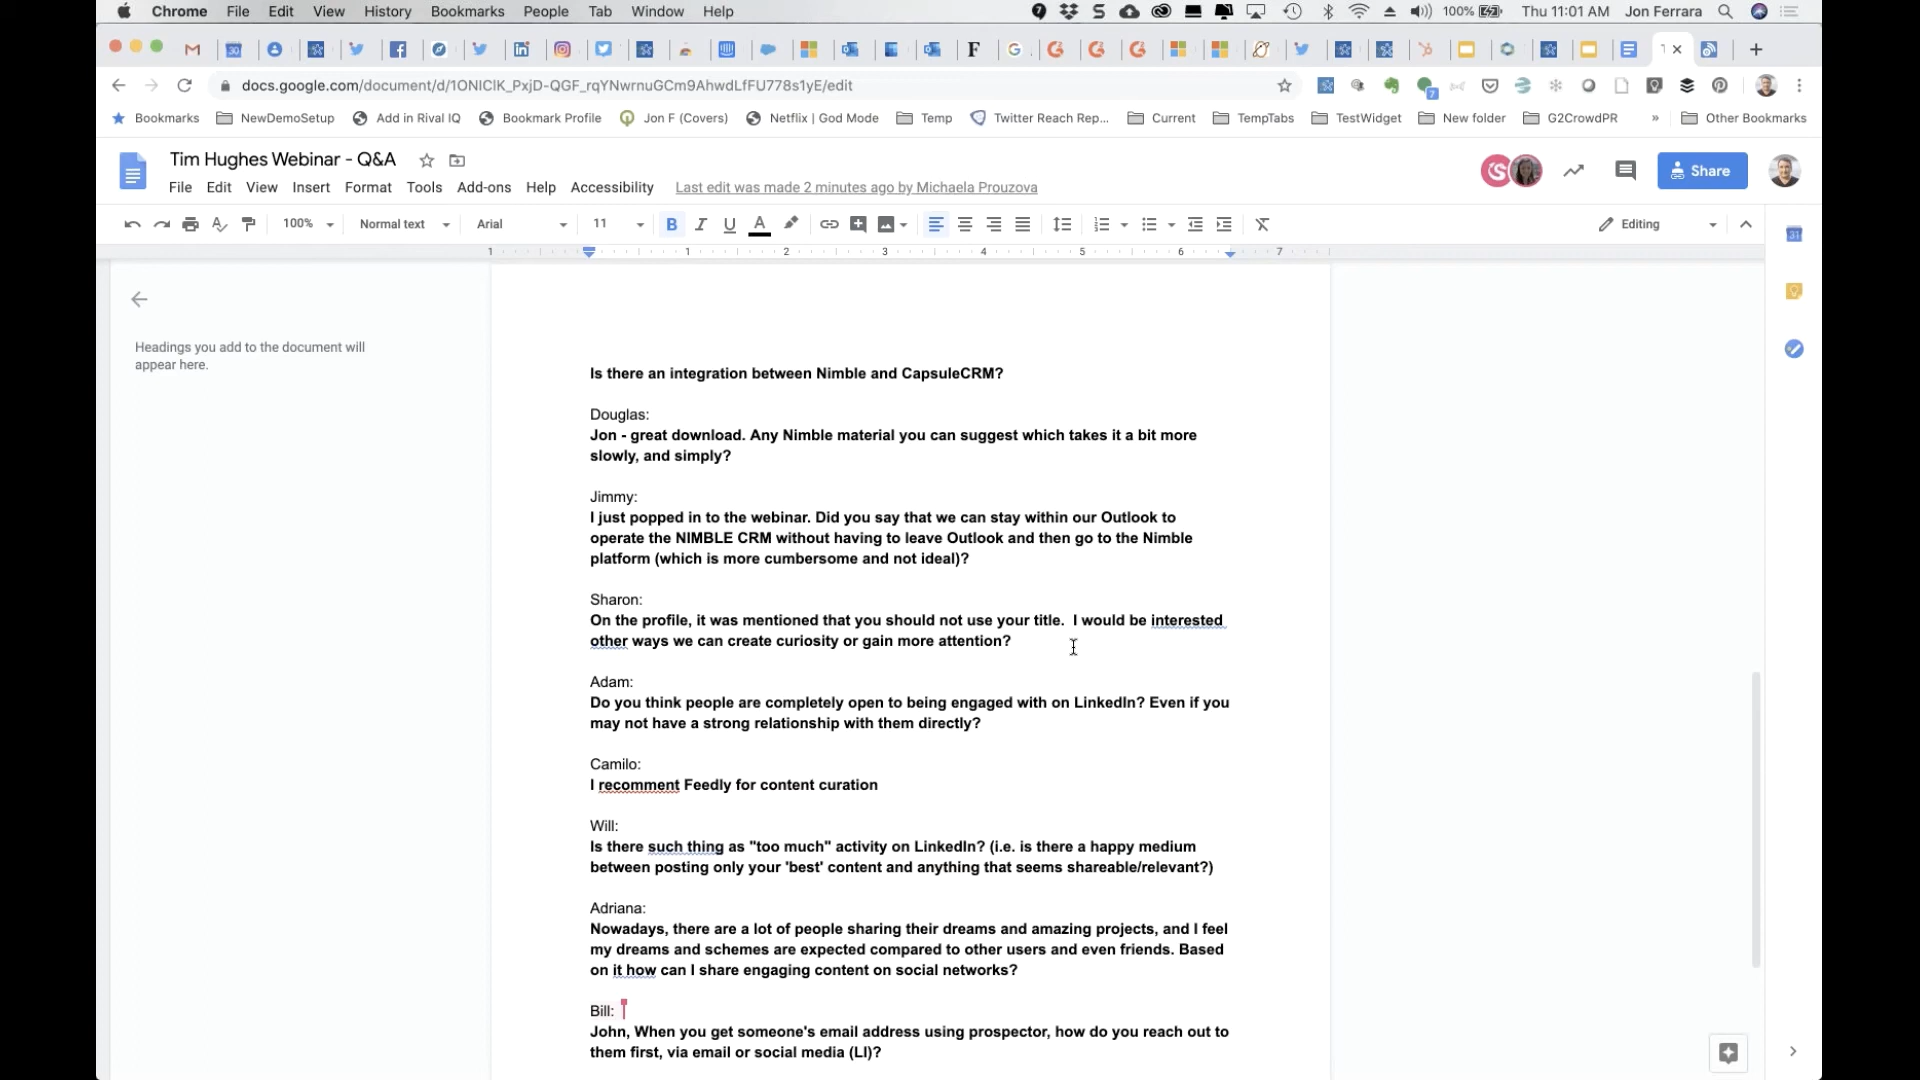 Chrome File Edit View History Bookmarks People Tab Window Help 100% Thu 11:01 AM Jon Ferrara
docs.google.com/document/d/1ONIClK_PxjD-QGF_rqYNwrnuGCm9AhwdLfFU778s1yE/edit
Bookmarks NewDemoSetup Add in Rival IQ Bookmark Profile Jon F (Covers) Netflix | God Mode Temp Twitter Reach Rep... Current TempTabs TestWidget New folder G2CrowdPR » Other Bookmarks
Tim Hughes Webinar - Q&A
File Edit View Insert Format Tools Add-ons Help Accessibility Last edit was made 2 minutes ago by Michaela Prouzova
Share
100% Normal text Arial 11 B I U A Editing
1 1 2 3 4 5 6 7
Headings you add to the document will
appear here.
Is there an integration between Nimble and CapsuleCRM?
Douglas:
Jon - great download. Any Nimble material you can suggest which takes it a bit more
slowly, and simply?
Jimmy:
I just popped in to the webinar. Did you say that we can stay within our Outlook to
operate the NIMBLE CRM without having to leave Outlook and then go to the Nimble
platform (which is more cumbersome and not ideal)?
Sharon:
On the profile, it was mentioned that you should not use your title.  I would be interested
other ways we can create curiosity or gain more attention?
Adam:
Do you think people are completely open to being engaged with on LinkedIn? Even if you
may not have a strong relationship with them directly?
Camilo:
I recomment Feedly for content curation
Will:
Is there such thing as "too much" activity on LinkedIn? (i.e. is there a happy medium
between posting only your 'best' content and anything that seems shareable/relevant?)
Adriana:
Nowadays, there are a lot of people sharing their dreams and amazing projects, and I feel
my dreams and schemes are expected compared to other users and even friends. Based
on it how can I share engaging content on social networks?
Bill:
John, When you get someone's email address using prospector, how do you reach out to
them first, via email or social media (LI)?